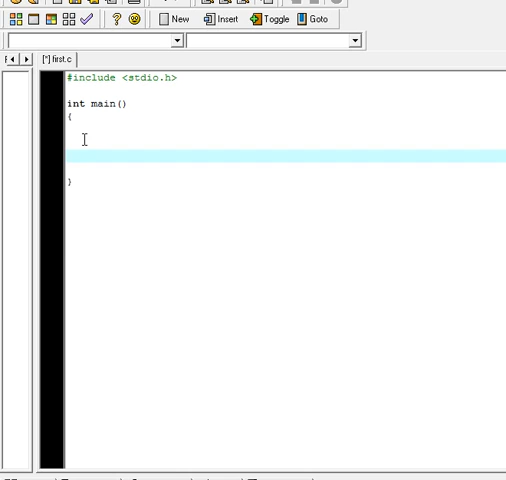 New Insert Toggle Goto
[*] first.c
#include <stdio.h>
int main()
{
}